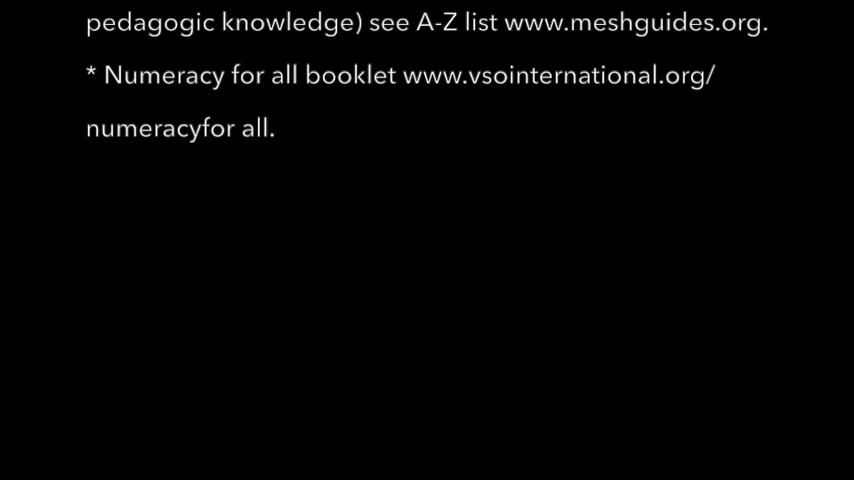 pedagogic knowledge) see A-Z list www.meshguides.org.
* Numeracy for all booklet www.vsointernational.org/
numeracyfor all.